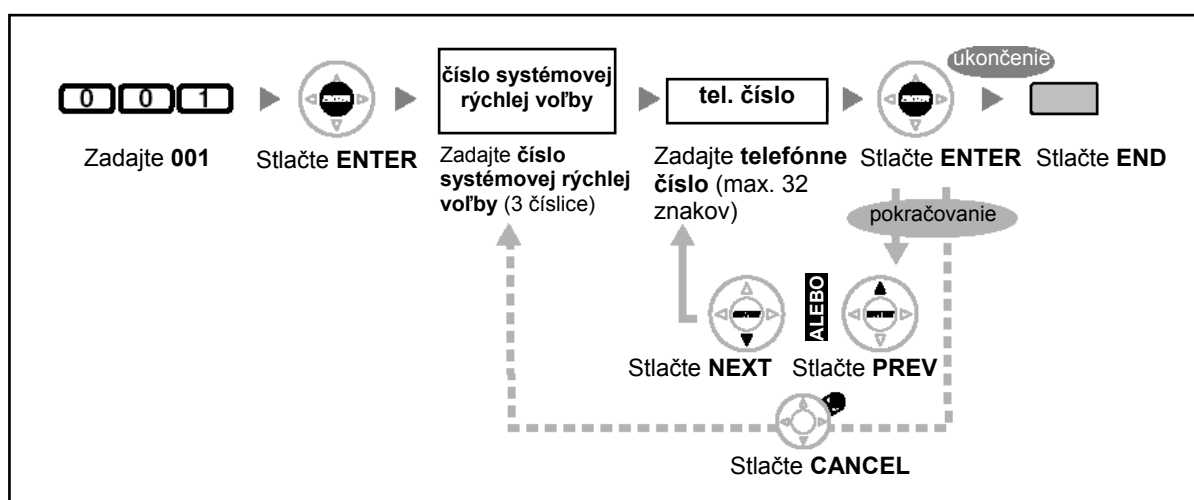 0 0 1
Zadajte 001
Stlačte ENTER
číslo systémovej
rýchlej voľby
Zadajte číslo
systémovej rýchlej
voľby (3 číslice)
tel. číslo
Zadajte telefónne
číslo (max. 32
znakov)
Stlačte ENTER
ukončenie
Stlačte END
pokračovanie
ALEBO
Stlačte NEXT
Stlačte PREV
Stlačte CANCEL